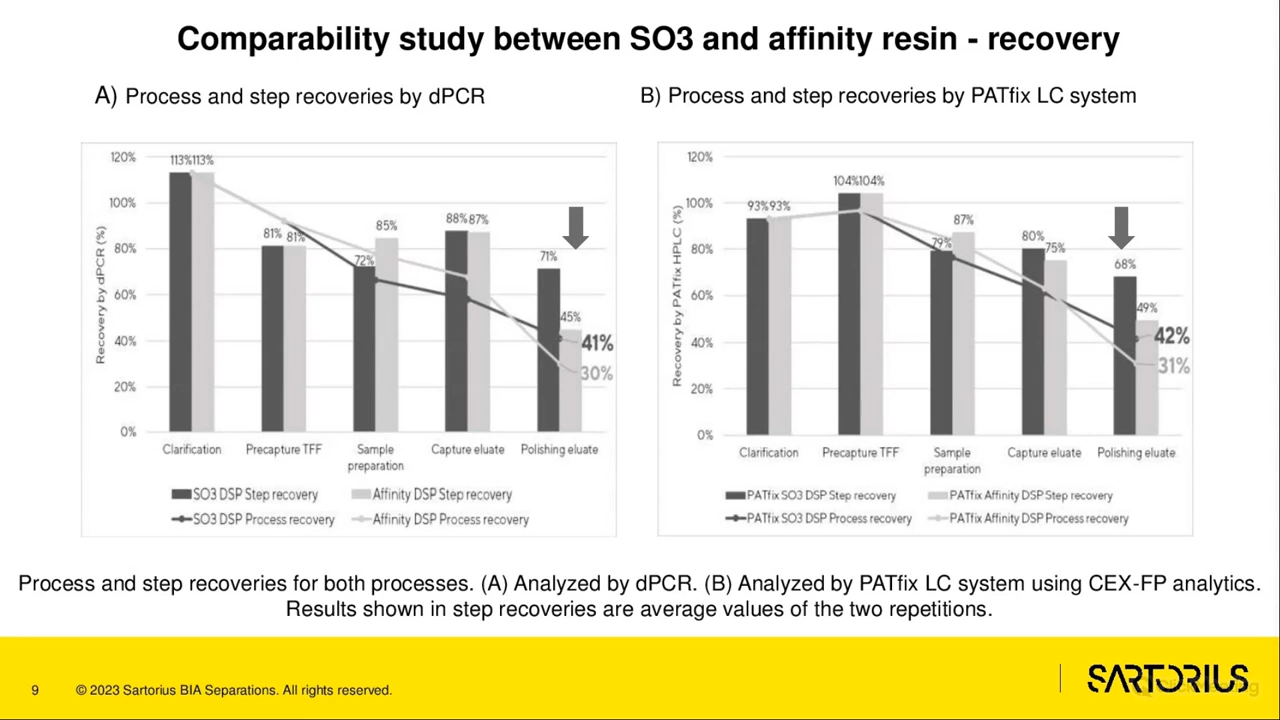 Comparability study between SO3 and affinity resin - recovery
A) Process and step recoveries by dPCR
Recovery by dPCR (%)
120%
100%
80%
60%
40%
20%
0%
113% 113%
81% 81%
72% 85%
88% 87%
71% 45%
41%
30%
Clarification
Precapture TFF
Sample
preparation
Capture eluate
Polishing eluate
SO3 DSP Step recovery
Affinity DSP Step recovery
SO3 DSP Process recovery
Affinity DSP Process recovery
B) Process and step recoveries by PATfix LC system
Recovery by PATfix HPLC (%)
120%
100%
80%
60%
40%
20%
0%
93% 93%
104% 104%
79% 87%
80% 75%
68% 49%
42%
31%
Clarification
Precapture TFF
Sample
preparation
Capture eluate
Polishing eluate
PATfix SO3 DSP Step recovery
PATfix Affinity DSP Step recovery
PATfix SO3 DSP Process recovery
PATfix Affinity DSP Process recovery
Process and step recoveries for both processes. (A) Analyzed by dPCR. (B) Analyzed by PATfix LC system using CEX-FP analytics.
Results shown in step recoveries are average values of the two repetitions.
9
© 2023 Sartorius BIA Separations. All rights reserved.
SARTORIUS